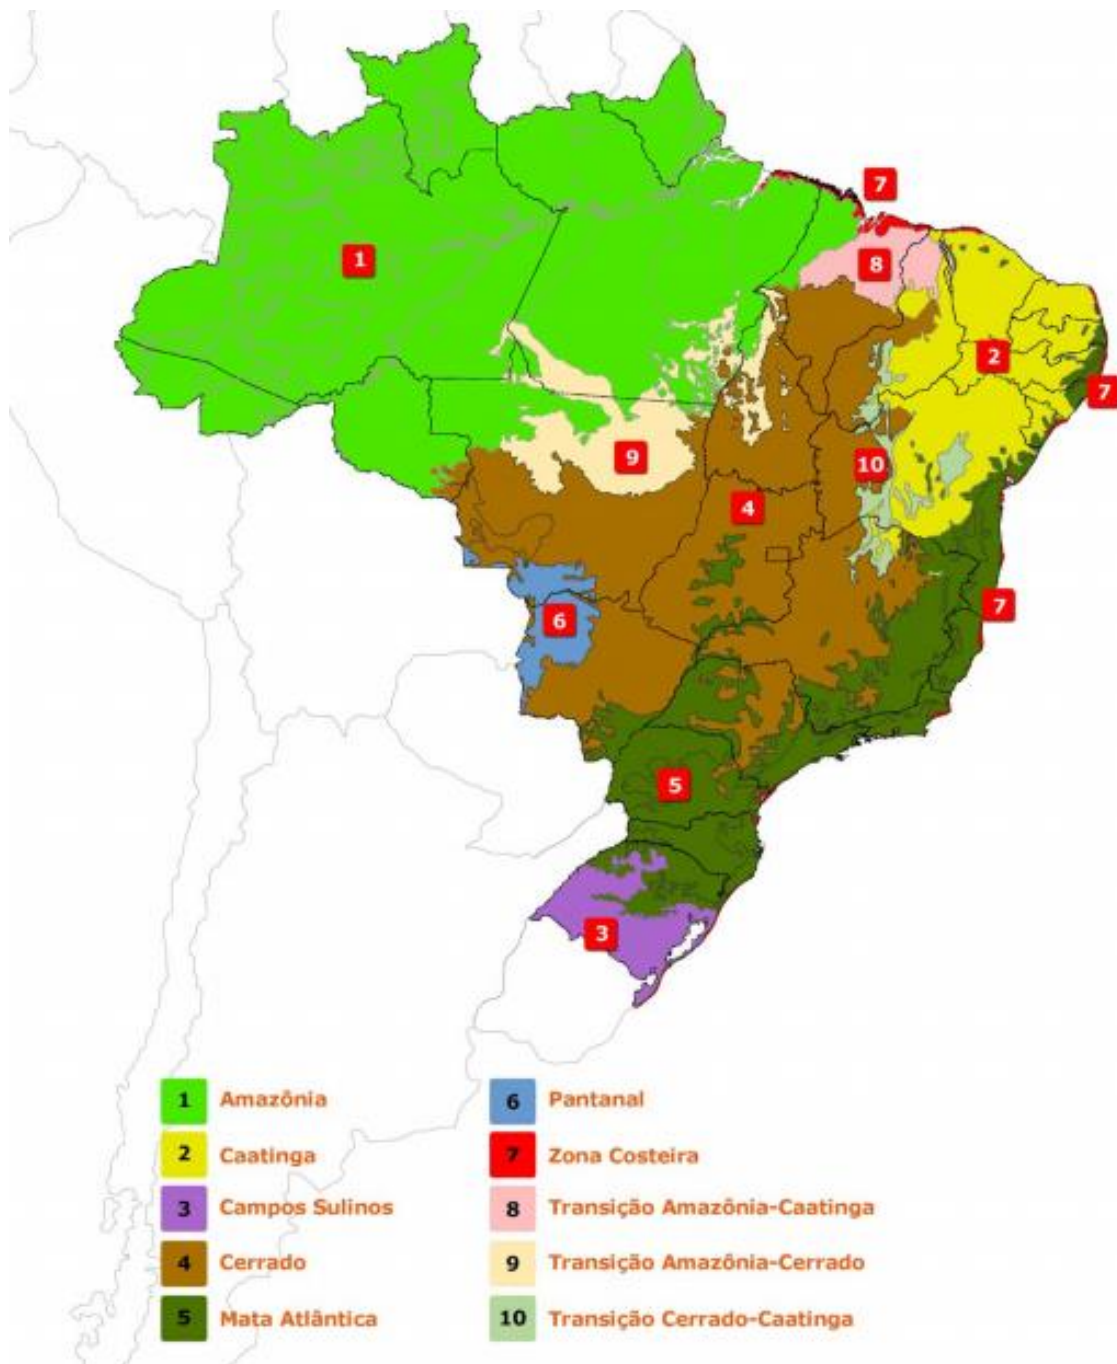 7
1
8
2
7
9
10
4
7
6
5
3
1 Amazônia
2 Caatinga
3 Campos Sulinos
4 Cerrado
5 Mata Atlântica
6 Pantanal
7 Zona Costeira
8 Transição Amazônia-Caatinga
9 Transição Amazônia-Cerrado
10 Transição Cerrado-Caatinga